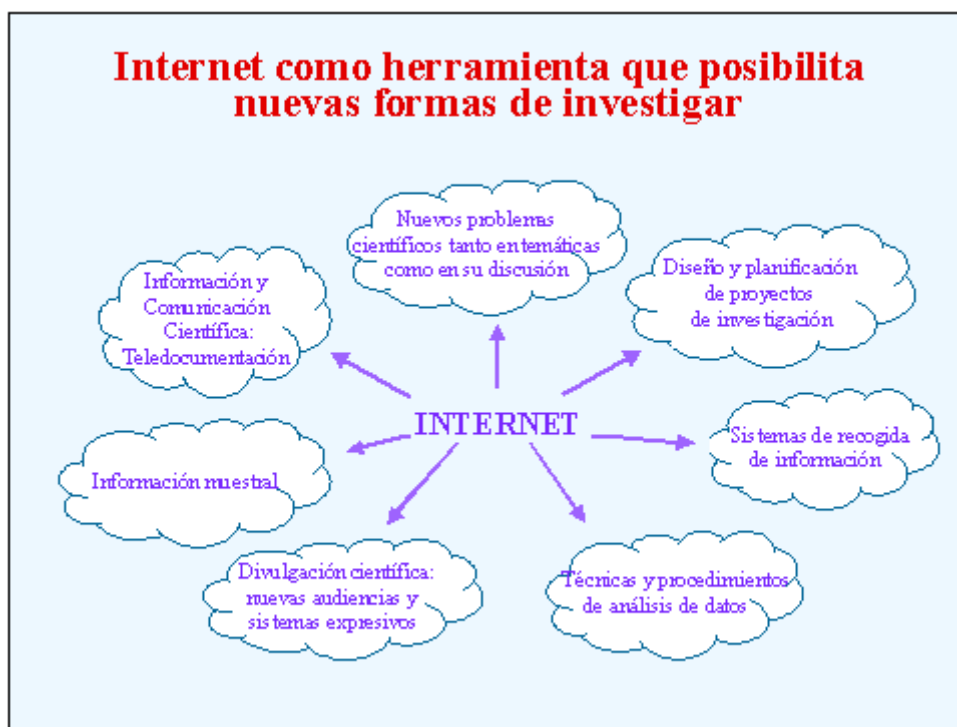 Internet como herramienta que posibilita
nuevas formas de investigar
Nuevos problemas
científicos tanto en temáticas
como en su discusión
Información y
Comunicación
Científica:
Teledocumentación
Diseño y planificación
de proyectos
de investigación
INTERNET
Sistemas de recogida
de información
Información muestral
Divulgación científica:
nuevas audiencias y
sistemas expresivos
Técnicas y procedimientos
de análisis de datos